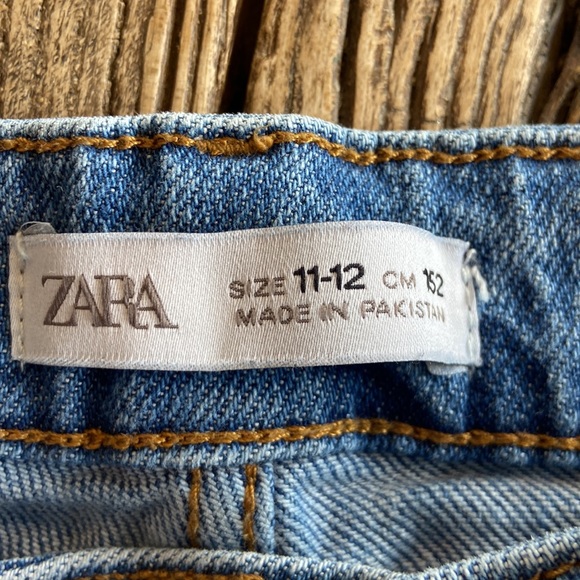 ZARA
SIZE 11-12 CM 152
MADE IN PAKISTAN